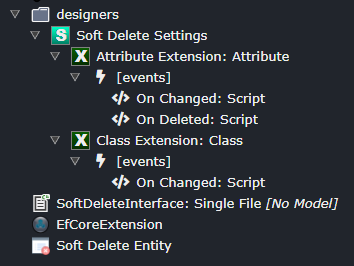 designers
S Soft Delete Settings
X Attribute Extension: Attribute
[events]
</> On Changed: Script
</> On Deleted: Script
X Class Extension: Class
[events]
</> On Changed: Script
SoftDeleteInterface: Single File [No Model]
EfCoreExtension
Soft Delete Entity